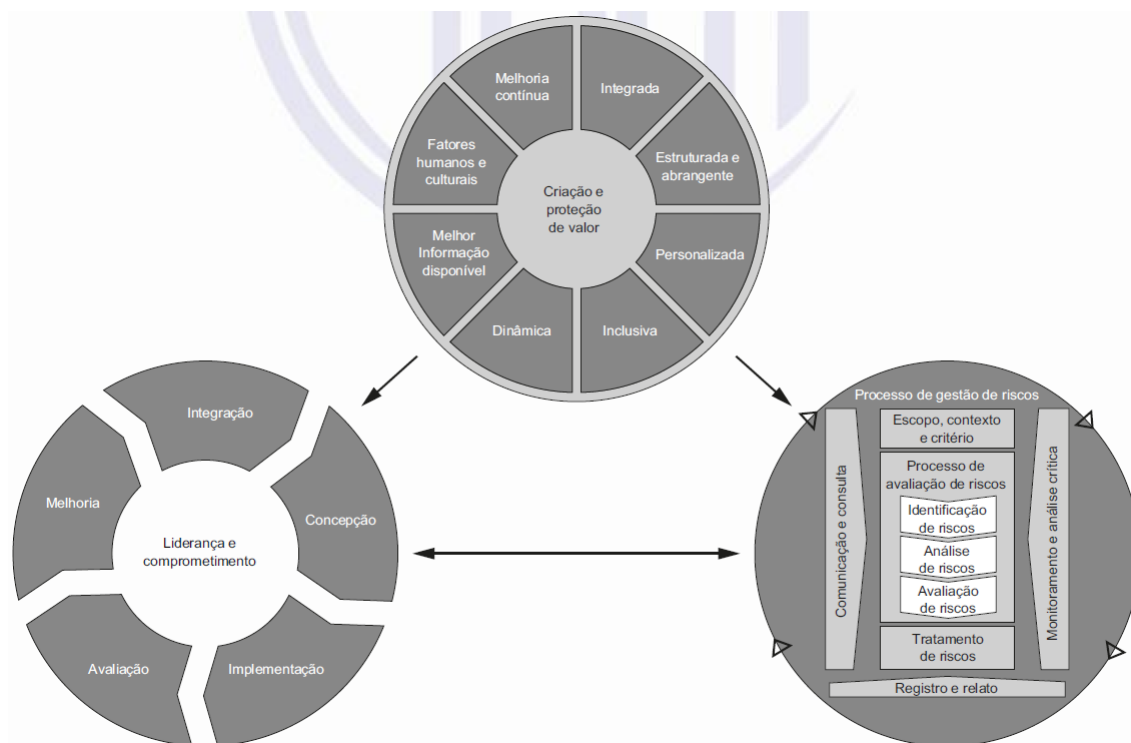 Melhoria
contínua
Integrada
Estruturada e
abrangente
Personalizada
Inclusiva
Dinâmica
Melhor
Informação
disponível
Fatores
humanos e
culturais
Criação e
proteção
de valor
Integração
Concepção
Implementação
Avaliação
Melhoria
Liderança e
comprometimento
Processo de gestão de riscos
Escopo, contexto
e critério
Processo de
avaliação de riscos
Identificação
de riscos
Análise
de riscos
Avaliação
de riscos
Tratamento
de riscos
Comunicação e consulta
Monitoramento e análise crítica
Registro e relato